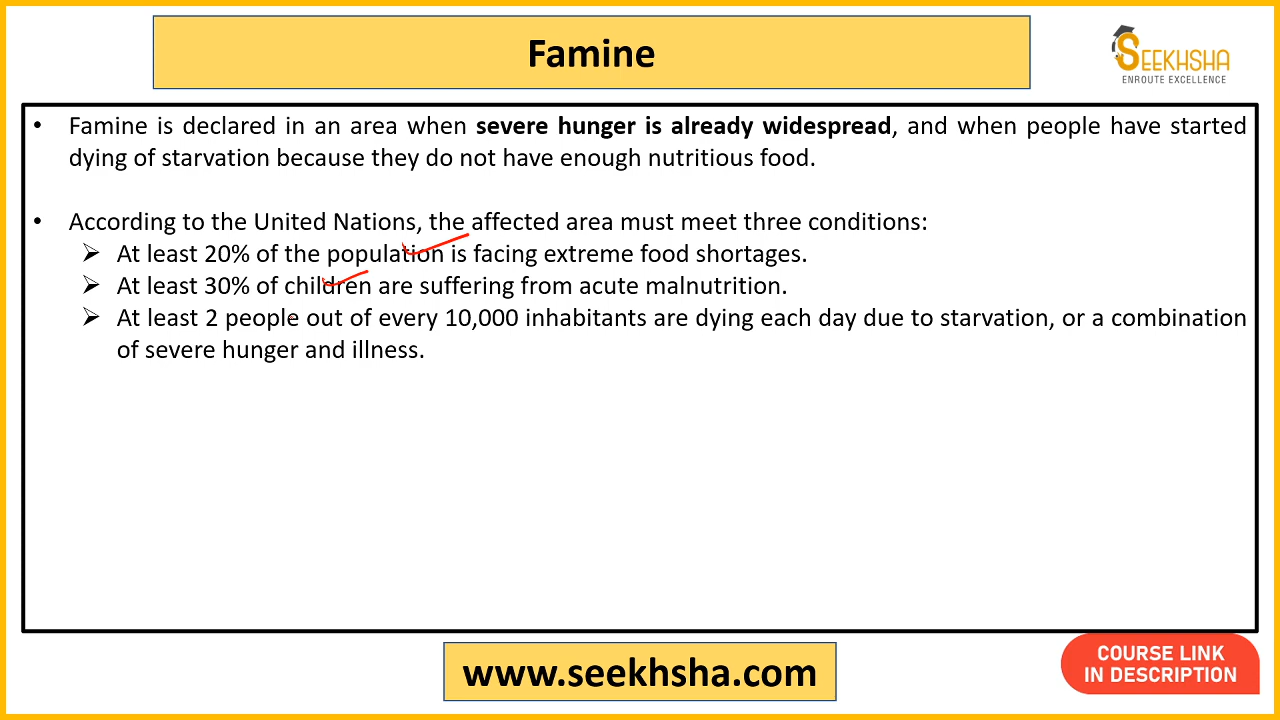 Famine
SEEKHSHA
ENROUTE EXCELLENCE
• Famine is declared in an area when severe hunger is already widespread, and when people have started
dying of starvation because they do not have enough nutritious food.
• According to the United Nations, the affected area must meet three conditions:
➢ At least 20% of the population is facing extreme food shortages.
➢ At least 30% of children are suffering from acute malnutrition.
➢ At least 2 people out of every 10,000 inhabitants are dying each day due to starvation, or a combination
of severe hunger and illness.
www.seekhsha.com
COURSE LINK
IN DESCRIPTION